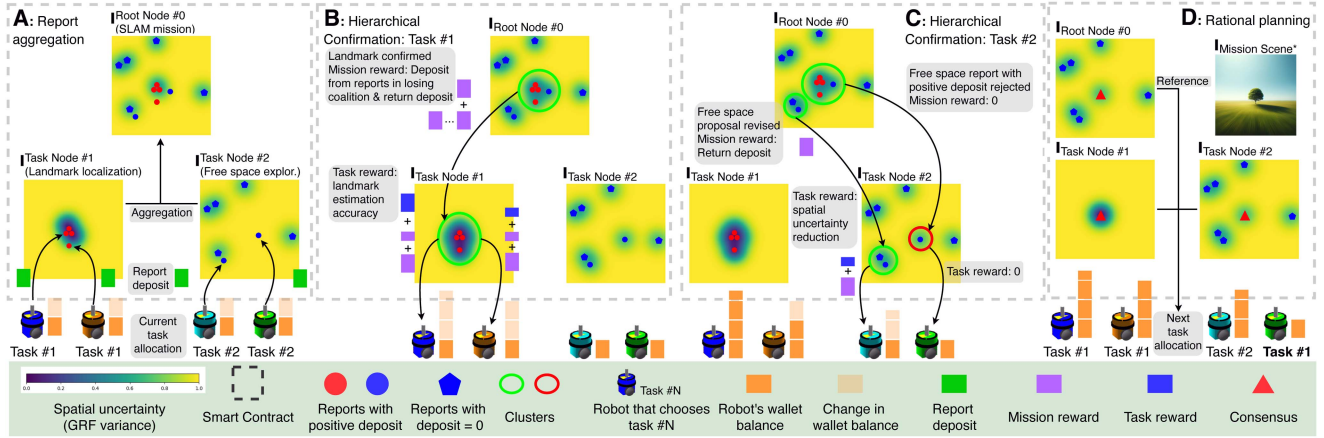 A: Report
aggregation
I Root Node #0
(SLAM mission)
I Task Node #1
(Landmark localization)
I Task Node #2
(Free space explor.)
Aggregation
Report
deposit
Current
task
allocation
Task #1
Task #1
Task #2
Task #2
B: Hierarchical
Confirmation: Task #1
I Root Node #0
Landmark confirmed
Mission reward: Deposit
from reports in losing
coalition & return deposit
+
...
I Task Node #1
I Task Node #2
Task reward:
landmark
estimation
accuracy
+
+
+
+
C: Hierarchical
Confirmation: Task #2
I Root Node #0
Free space report with
positive deposit rejected
Mission reward: 0
Free space
proposal revised
Mission reward:
Return deposit
I Task Node #1
I Task Node #2
Task reward:
spatial
uncertainty
reduction
+
Task reward: 0
D: Rational planning
I Root Node #0
I Mission Scene*
Reference
I Task Node #1
I Task Node #2
Next
task
allocation
Task #1
Task #1
Task #2
Task #1
0.0 0.2 0.4 0.6 0.8 1.0
Spatial uncertainty
(GRF variance)
Smart Contract
Reports with
positive deposit
Reports with
deposit = 0
Clusters
Task #N
Robot that chooses
task #N
Robot's wallet
balance
Change in
wallet balance
Report
deposit
Mission reward
Task reward
Consensus